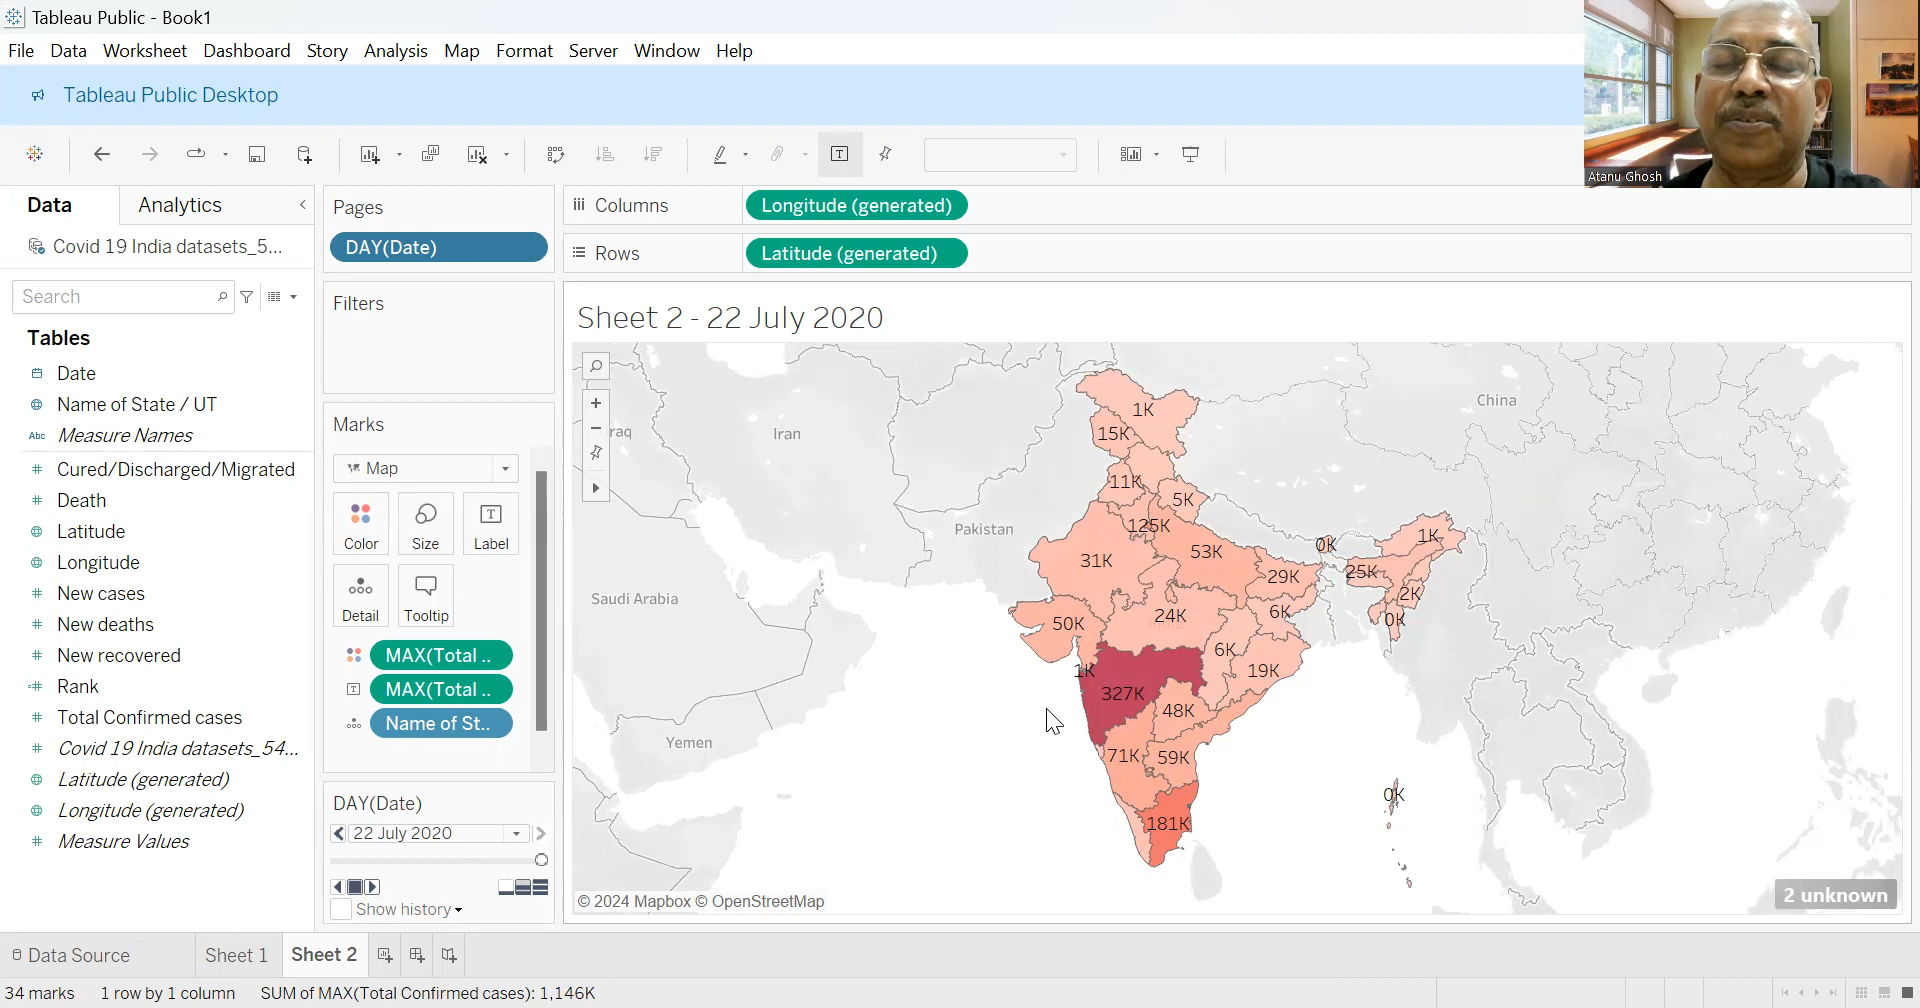 Tableau Public - Book1
File Data Worksheet Dashboard Story Analysis Map Format Server Window Help
Tableau Public Desktop
Atanu Ghosh
Data Analytics
Covid 19 India datasets_5...
Search
Tables
Date
Name of State / UT
Abc Measure Names
Cured/Discharged/Migrated
Death
Latitude
Longitude
New cases
New deaths
New recovered
Rank
Total Confirmed cases
Covid 19 India datasets_54...
Latitude (generated)
Longitude (generated)
Measure Values
Pages
DAY(Date)
Filters
Marks
Map
Color Size Label
Detail Tooltip
MAX(Total ..
MAX(Total ..
Name of St..
DAY(Date)
22 July 2020
Show history
Columns Longitude (generated)
Rows Latitude (generated)
Sheet 2 - 22 July 2020
China
1K
raq
Iran
15K
11K
5K
Pakistan
125K
1K
0K
53K
31K
25K
29K
2K
Saudi Arabia
6K
24K
50K
0K
6K
1K
19K
327K
48K
Yemen
71K
59K
0K
181K
© 2024 Mapbox © OpenStreetMap
2 unknown
Data Source Sheet 1 Sheet 2
34 marks 1 row by 1 column SUM of MAX(Total Confirmed cases): 1,146K